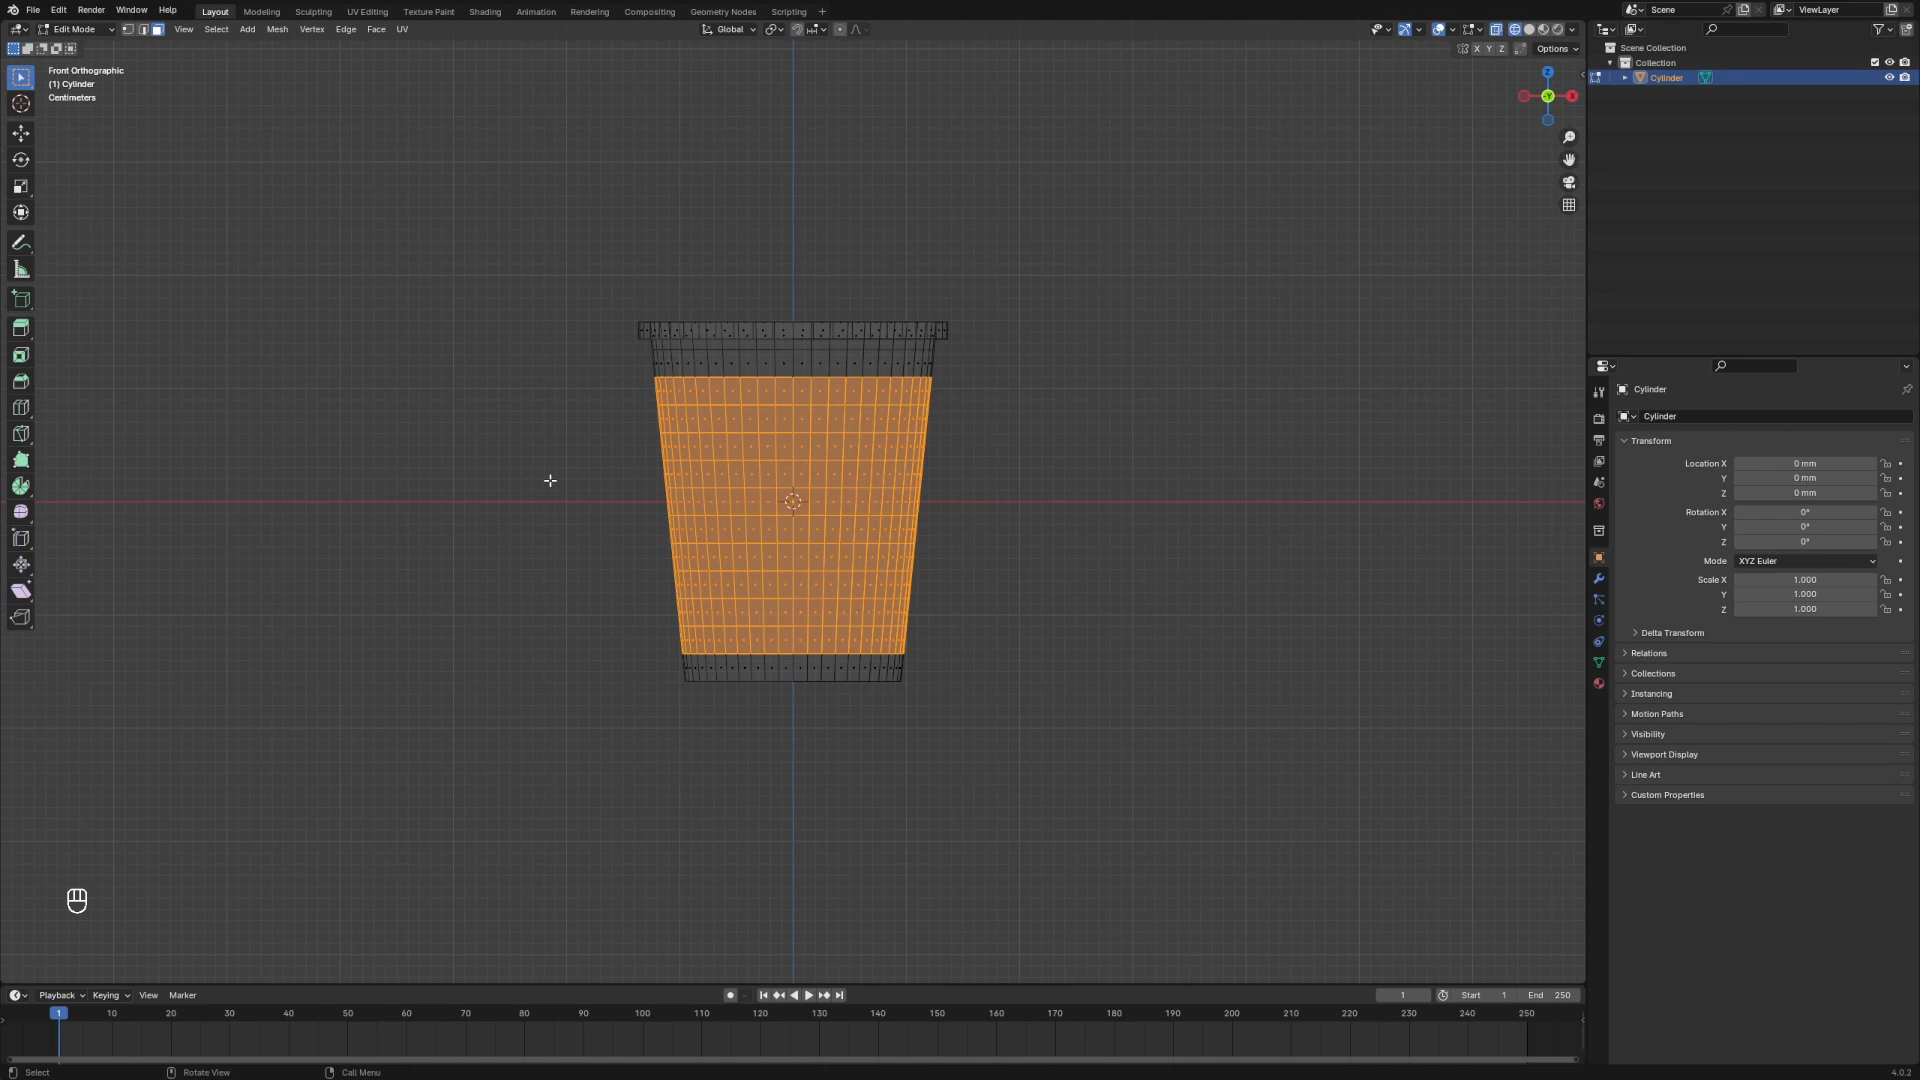 File Edit Render Window Help Layout Modeling Sculpting UV Editing Texture Paint Shading Animation Rendering Compositing Geometry Nodes Scripting + Scene ViewLayer
Edit Mode View Select Add Mesh Vertex Edge Face UV Global
X Y Z Options
Front Orthographic
(1) Cylinder
Centimeters
Z
-Y
X
Scene Collection
Collection
Cylinder
Cylinder
Cylinder
Transform
Location X 0 mm
Y 0 mm
Z 0 mm
Rotation X 0°
Y 0°
Z 0°
Mode XYZ Euler
Scale X 1.000
Y 1.000
Z 1.000
Delta Transform
Relations
Collections
Instancing
Motion Paths
Visibility
Viewport Display
Line Art
Custom Properties
Playback Keying View Marker 1 Start 1 End 250
1 10 20 30 40 50 60 70 80 90 100 110 120 130 140 150 160 170 180 190 200 210 220 230 240 250
Select Rotate View Call Menu 4.0.2